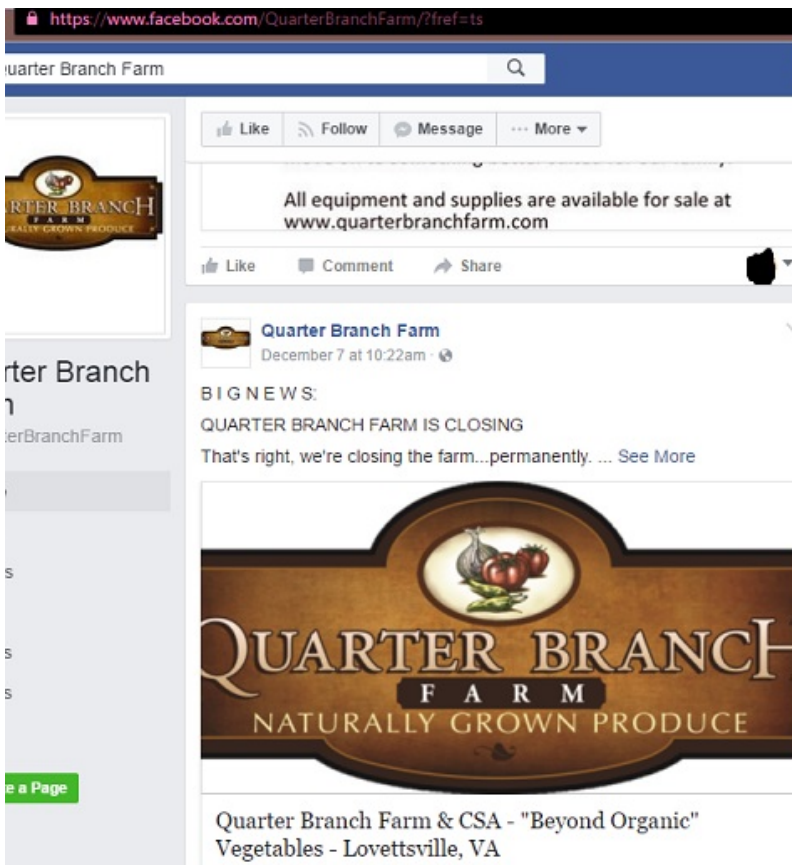 https://www.facebook.com/QuarterBranchFarm/?fref=ts
uarter Branch Farm
Like Follow Message ... More
All equipment and supplies are available for sale at
www.quarterbranchfarm.com
Like Comment Share
RTER BRANCH
FARM
RALLY GROWN PRODUCE
rter Branch
n
terBranchFarm
s
s
s
e a Page
Quarter Branch Farm
December 7 at 10:22am ·
B I G N E W S:
QUARTER BRANCH FARM IS CLOSING
That's right, we're closing the farm...permanently. ... See More
QUARTER BRANCH
FARM
NATURALLY GROWN PRODUCE
Quarter Branch Farm & CSA - "Beyond Organic"
Vegetables - Lovettsville, VA